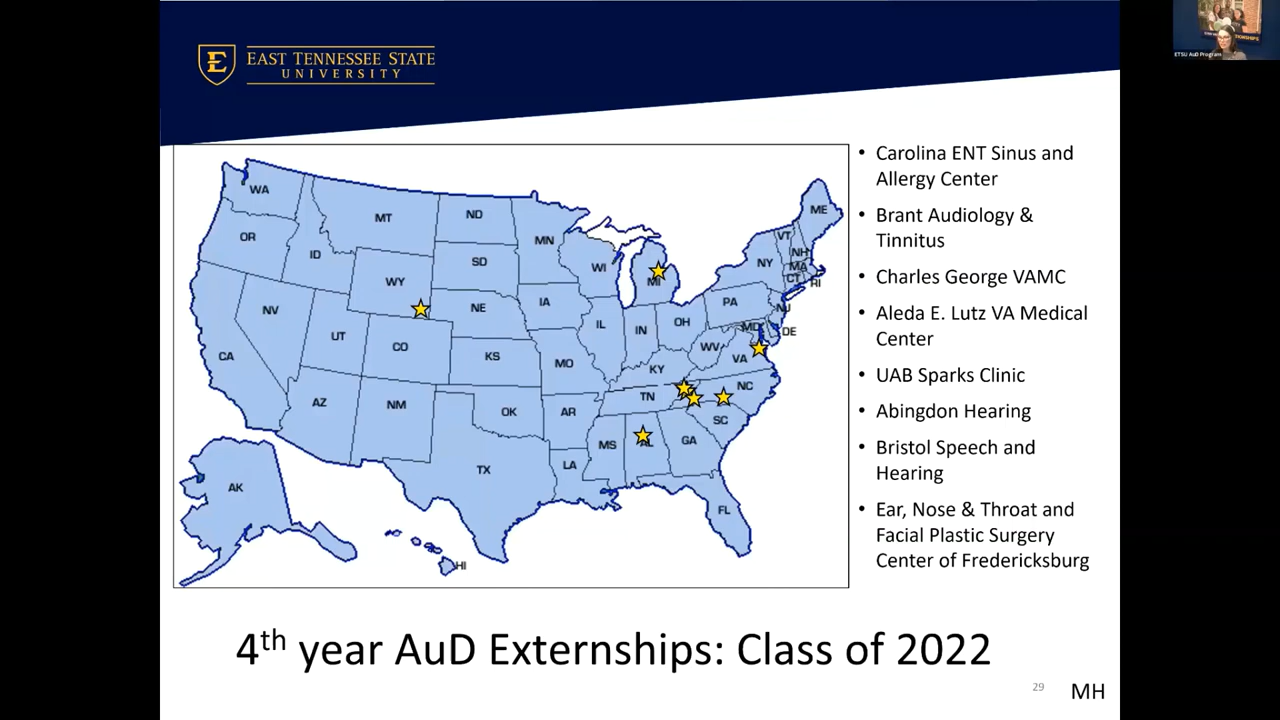 EAST TENNESSEE STATE
UNIVERSITY
ETSU AuD Program
WA
OR
CA
NV
ID
MT
WY
UT
AZ
CO
NM
ND
SD
NE
KS
OK
TX
MN
IA
MO
AR
LA
WI
IL
MS
MI
IN
KY
TN
AL
OH
WV
VA
NC
SC
GA
FL
PA
NY
VT
NH
MA
CT
RI
NJ
DE
MD
ME
AK
HI
• Carolina ENT Sinus and
Allergy Center
• Brant Audiology &
Tinnitus
• Charles George VAMC
• Aleda E. Lutz VA Medical
Center
• UAB Sparks Clinic
• Abingdon Hearing
• Bristol Speech and
Hearing
• Ear, Nose & Throat and
Facial Plastic Surgery
Center of Fredericksburg
4th year AuD Externships: Class of 2022
29
MH